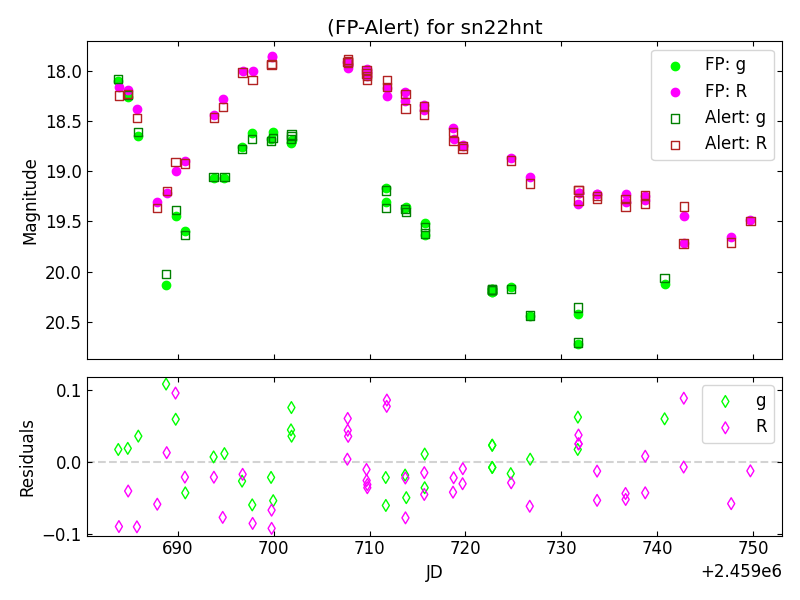 (FP-Alert) for sn22hnt
FP: g
FP: R
Alert: g
Alert: R
Magnitude
18.0
18.5
19.0
19.5
20.0
20.5
g
R
Residuals
0.1
0.0
−0.1
690
700
710
720
730
740
750
JD
+2.459e6